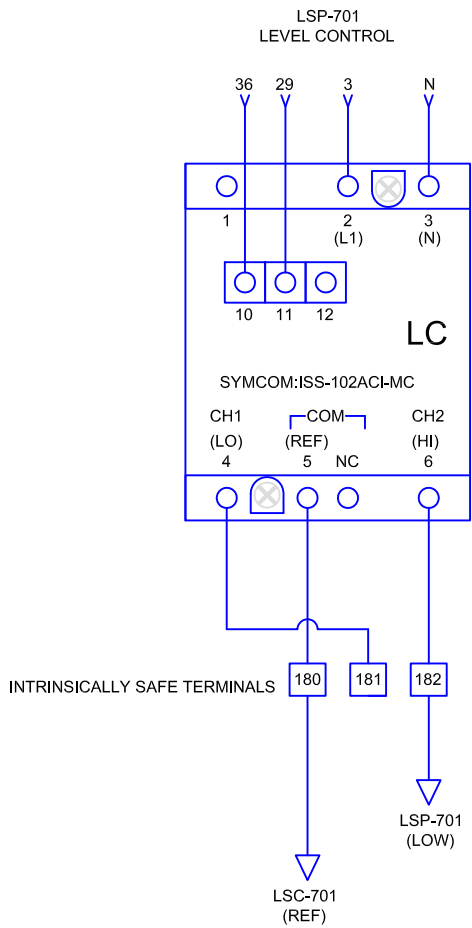 LSP-701
LEVEL CONTROL
36 29 3 N
1 2 3
(L1) (N)
10 11 12
LC
SYMCOM:ISS-102ACI-MC
CH1 COM CH2
(LO) (REF) (HI)
4 5 NC 6
INTRINSICALLY SAFE TERMINALS 180 181 182
LSP-701
(LOW)
LSC-701
(REF)